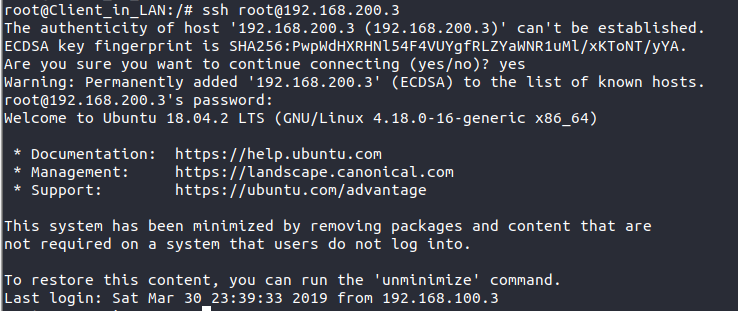 root@Client_in_LAN:/# ssh root@192.168.200.3
The authenticity of host '192.168.200.3 (192.168.200.3)' can't be established.
ECDSA key fingerprint is SHA256:PwpWdHXRHNl54F4VUYgfRLZYaWNR1uMl/xKToNT/yYA.
Are you sure you want to continue connecting (yes/no)? yes
Warning: Permanently added '192.168.200.3' (ECDSA) to the list of known hosts.
root@192.168.200.3's password:
Welcome to Ubuntu 18.04.2 LTS (GNU/Linux 4.18.0-16-generic x86_64)
* Documentation:  https://help.ubuntu.com
* Management:     https://landscape.canonical.com
* Support:        https://ubuntu.com/advantage
This system has been minimized by removing packages and content that are
not required on a system that users do not log into.
To restore this content, you can run the 'unminimize' command.
Last login: Sat Mar 30 23:39:33 2019 from 192.168.100.3